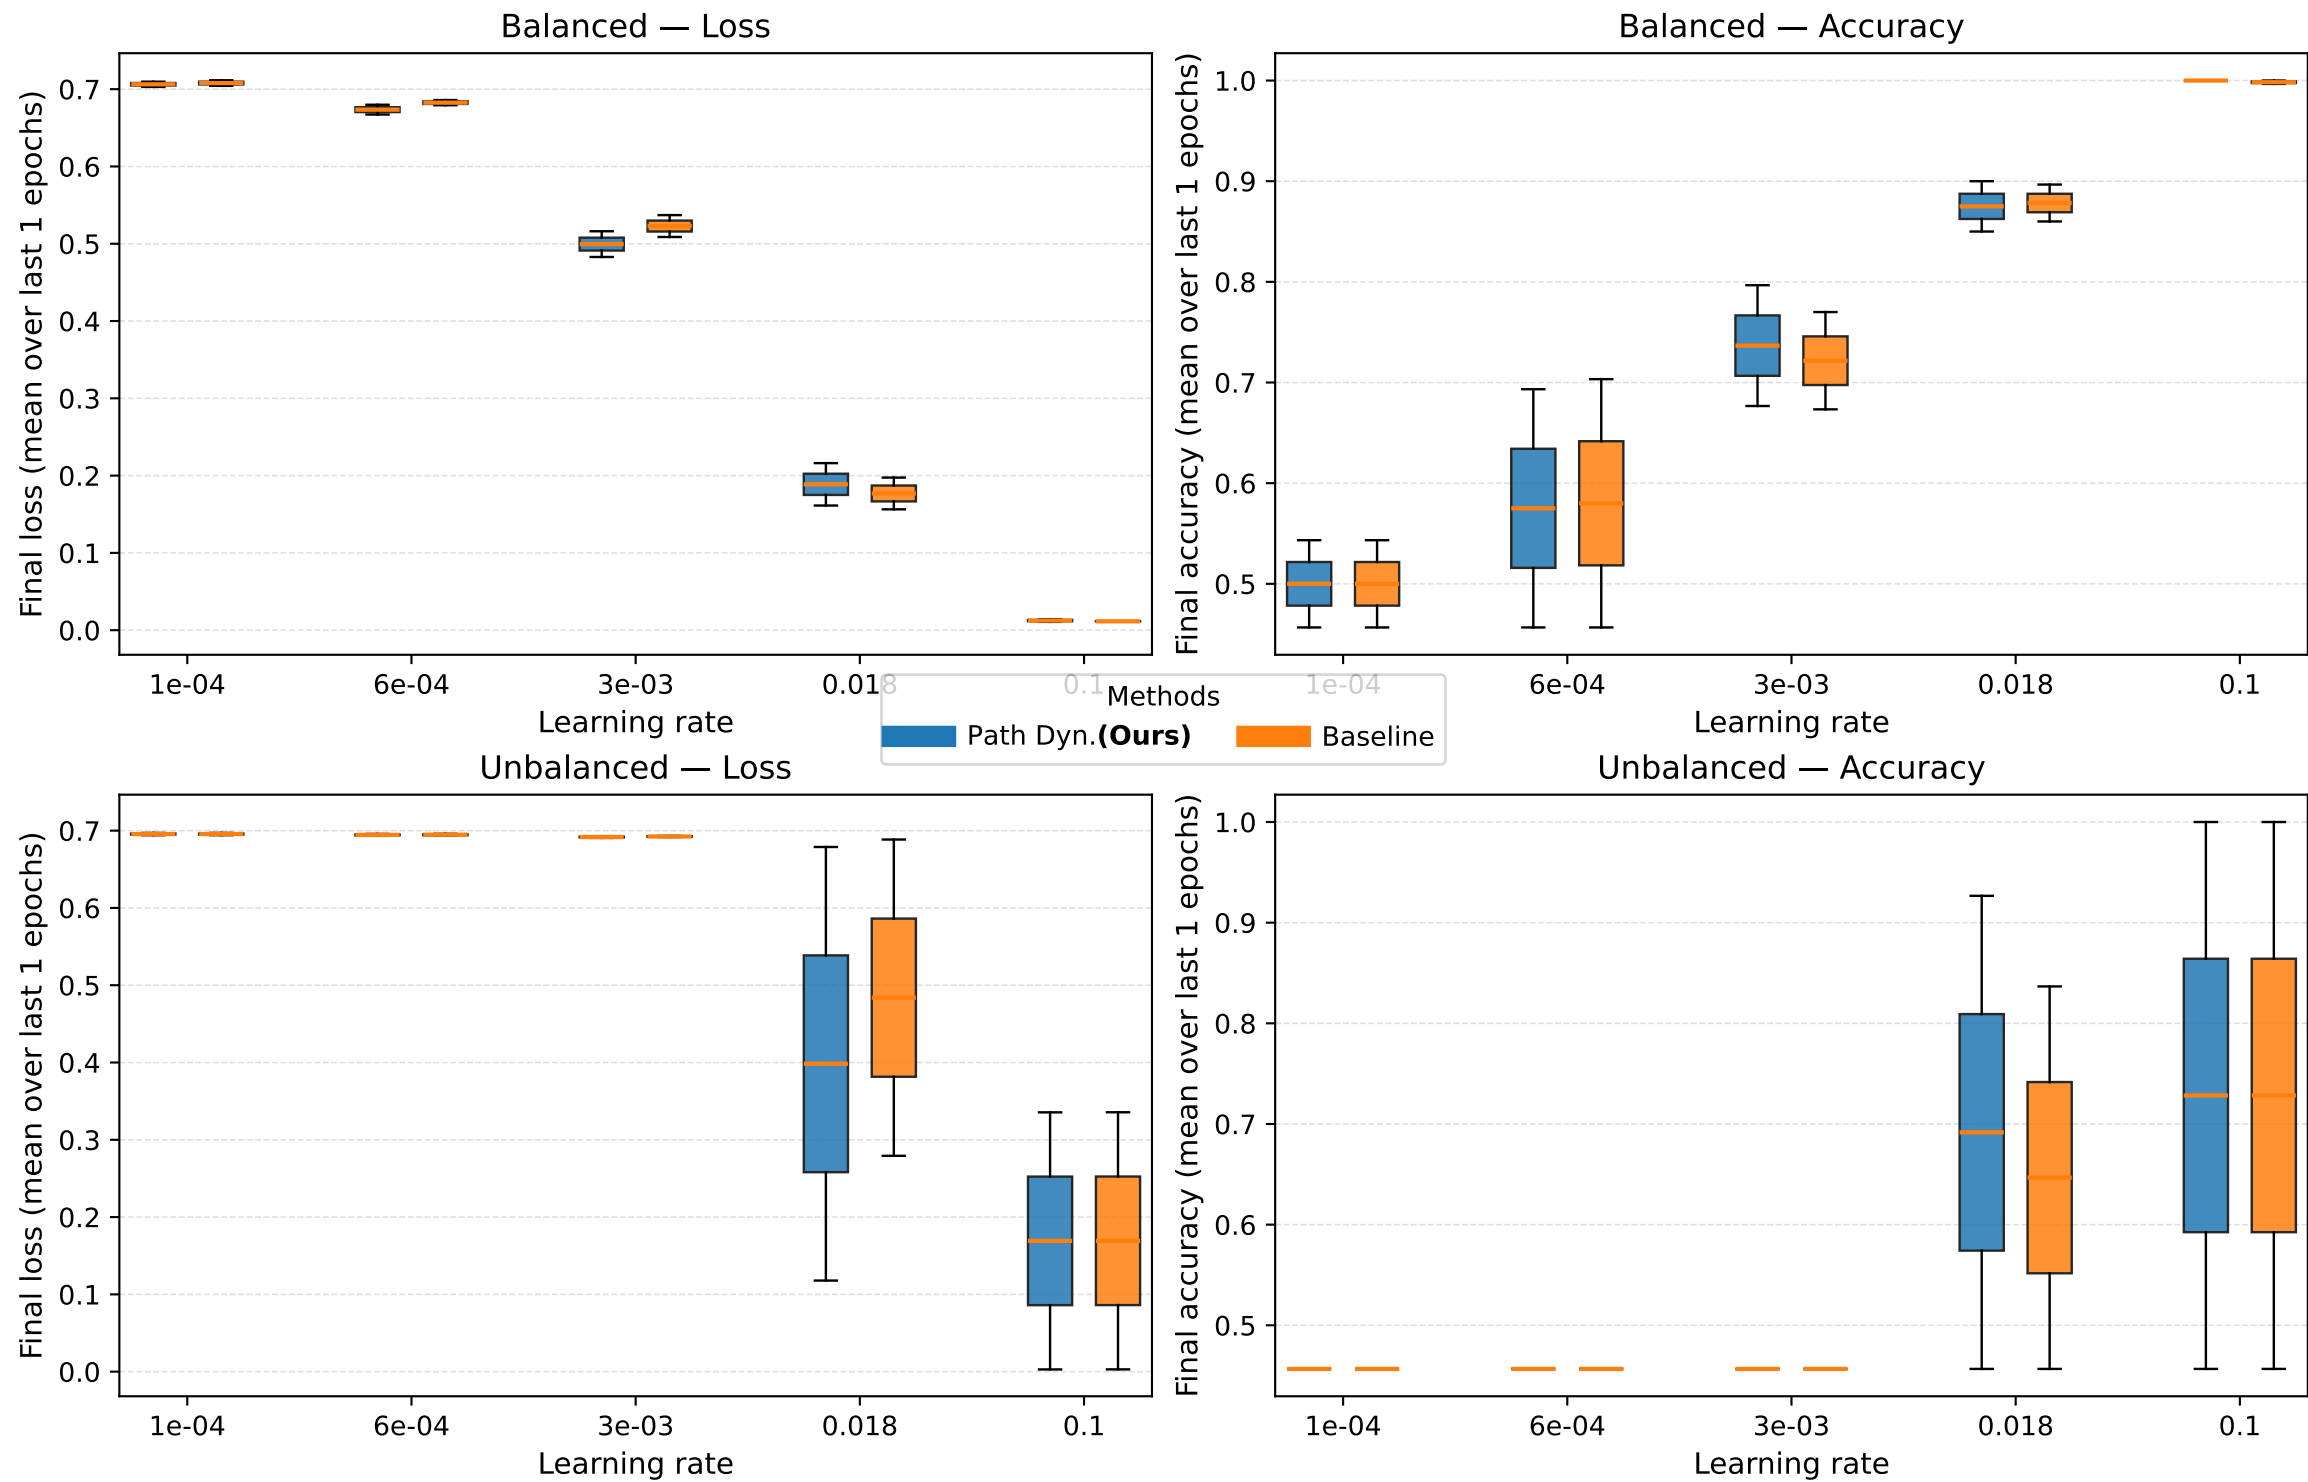 Balanced — Loss
Final loss (mean over last 1 epochs)
0.7
0.6
0.5
0.4
0.3
0.2
0.1
0.0
1e-04 6e-04 3e-03 0.018 0.1
Learning rate
Balanced — Accuracy
Final accuracy (mean over last 1 epochs)
1.0
0.9
0.8
0.7
0.6
0.5
1e-04 6e-04 3e-03 0.018 0.1
Learning rate
Methods
Path Dyn.(Ours) Baseline
Unbalanced — Loss
Final loss (mean over last 1 epochs)
0.7
0.6
0.5
0.4
0.3
0.2
0.1
0.0
1e-04 6e-04 3e-03 0.018 0.1
Learning rate
Unbalanced — Accuracy
Final accuracy (mean over last 1 epochs)
1.0
0.9
0.8
0.7
0.6
0.5
1e-04 6e-04 3e-03 0.018 0.1
Learning rate